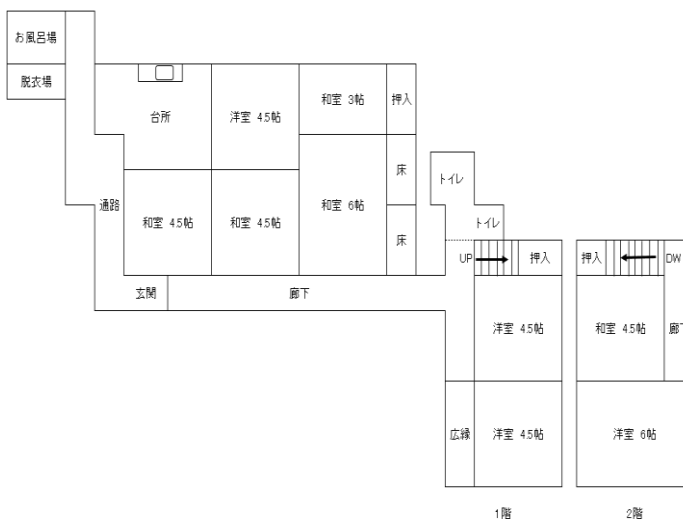 お風呂場
脱衣場
台所
洋室 4.5帖
和室 3帖
押入
床
通路
和室 4.5帖
和室 4.5帖
和室 6帖
床
トイレ
トイレ
玄関
廊下
UP
押入
押入
DW
洋室 4.5帖
和室 4.5帖
廊下
広縁
洋室 4.5帖
洋室 6帖
1階
2階